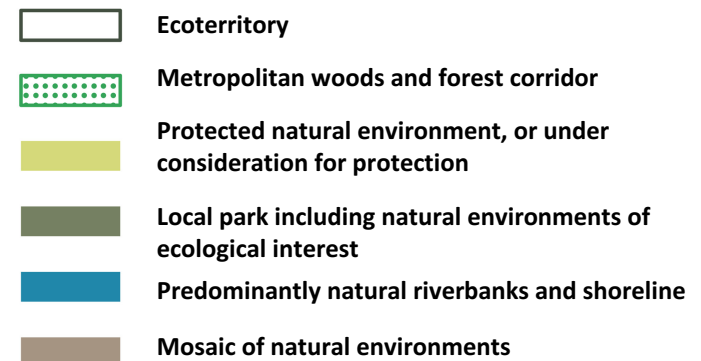 Ecoterritory
Metropolitan woods and forest corridor
Protected natural environment, or under
consideration for protection
Local park including natural environments of
ecological interest
Predominantly natural riverbanks and shoreline
Mosaic of natural environments